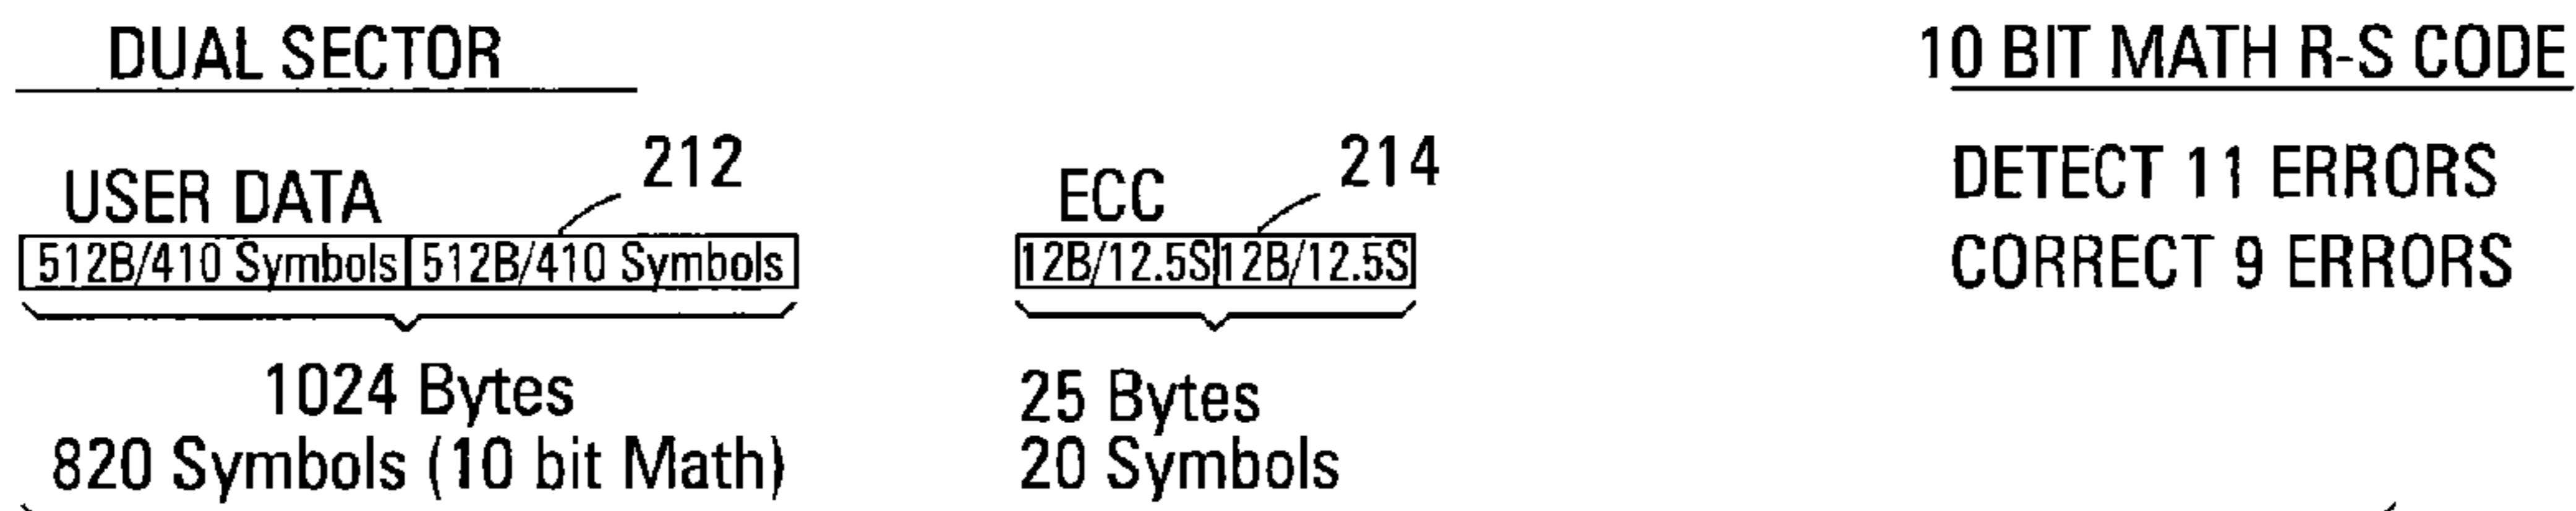 DUAL SECTOR
10 BIT MATH R-S CODE
USER DATA
212
ECC
214
DETECT 11 ERRORS
512B/410 Symbols 512B/410 Symbols
12B/12.5S 12B/12.5S
CORRECT 9 ERRORS
1024 Bytes
820 Symbols (10 bit Math)
25 Bytes
20 Symbols